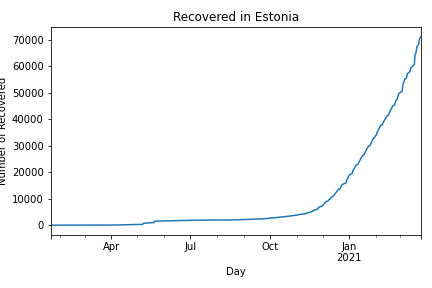 Recovered in Estonia
Number of Recovered
70000
60000
50000
40000
30000
20000
10000
0
Apr
Jul
Oct
Jan
2021
Day